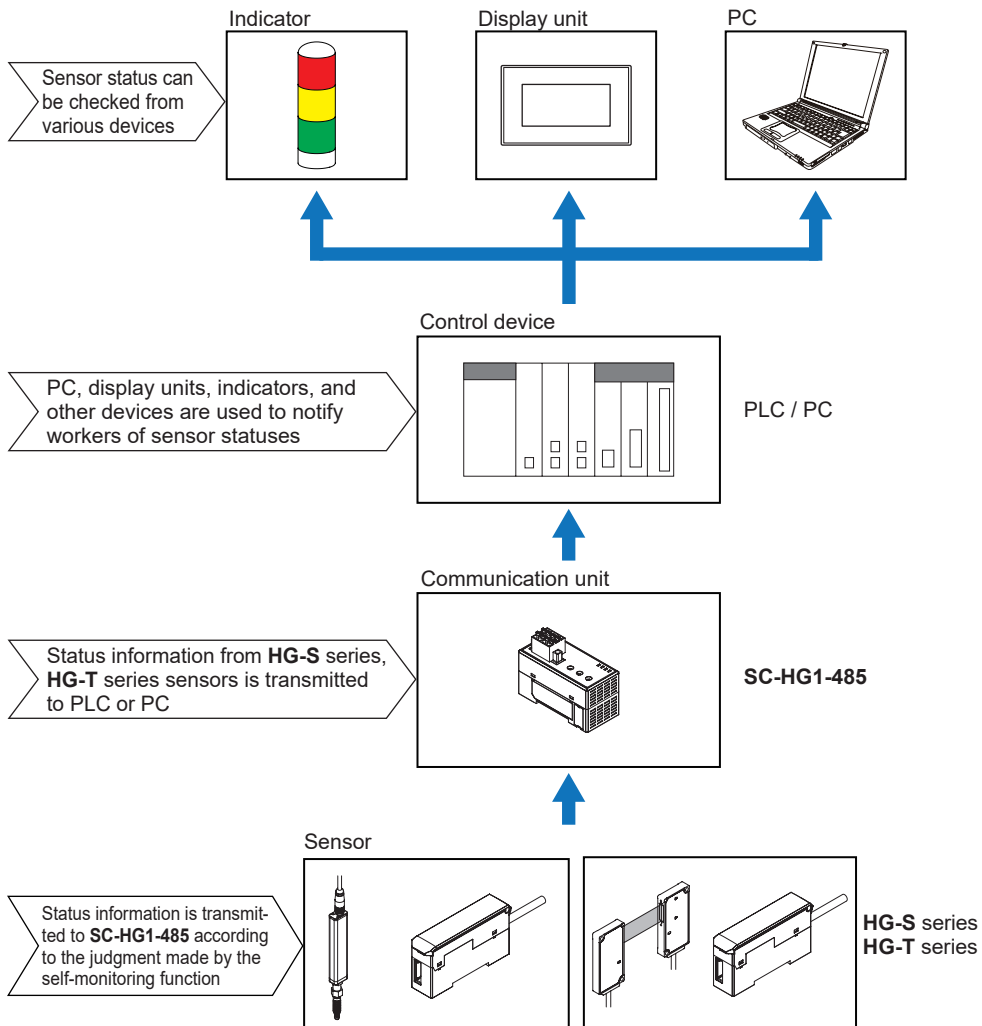 Indicator
Display unit
PC
Sensor status can
be checked from
various devices
Control device
PC, display units, indicators, and
other devices are used to notify
workers of sensor statuses
PLC / PC
Communication unit
Status information from HG-S series,
HG-T series sensors is transmitted
to PLC or PC
SC-HG1-485
Sensor
Status information is transmit-
ted to SC-HG1-485 according
to the judgment made by the
self-monitoring function
HG-S series
HG-T series